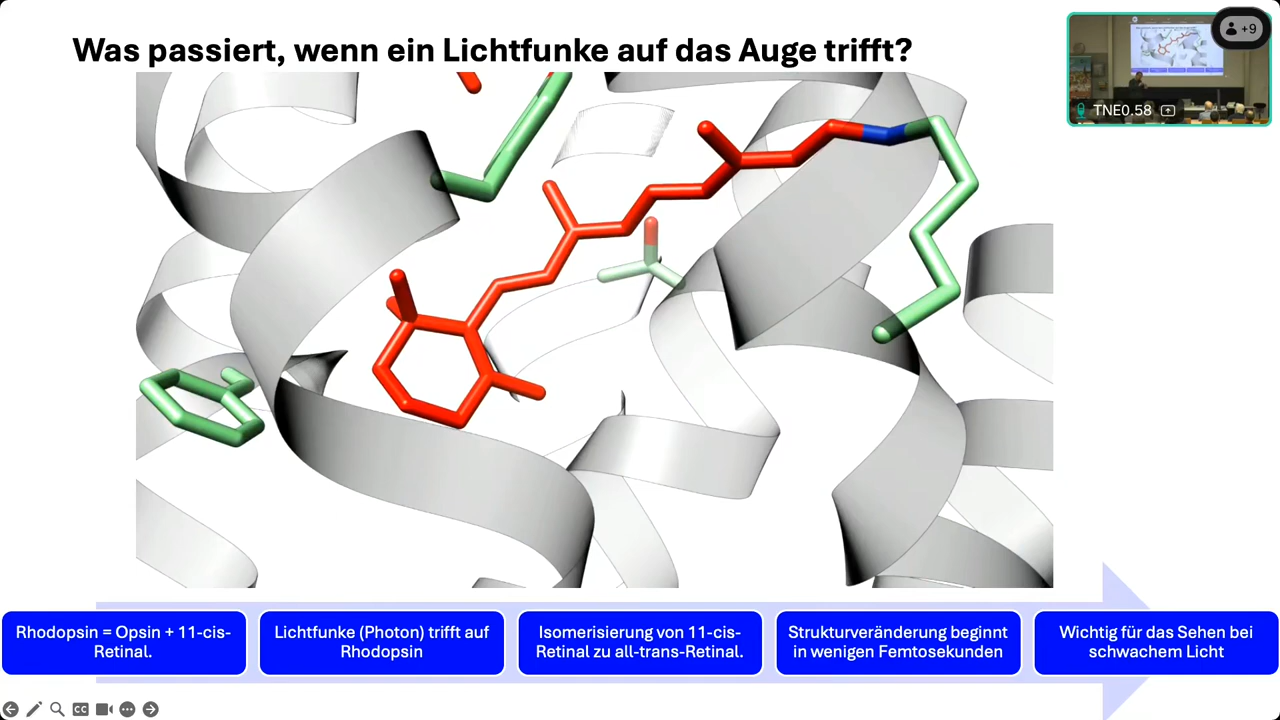 Was passiert, wenn ein Lichtfunke auf das Auge trifft?
+9
TNE0.58
Rhodopsin = Opsin + 11-cis-
Retinal.
Lichtfunke (Photon) trifft auf
Rhodopsin
Isomerisierung von 11-cis-
Retinal zu all-trans-Retinal.
Strukturveränderung beginnt
in wenigen Femtosekunden
Wichtig für das Sehen bei
schwachem Licht
CC